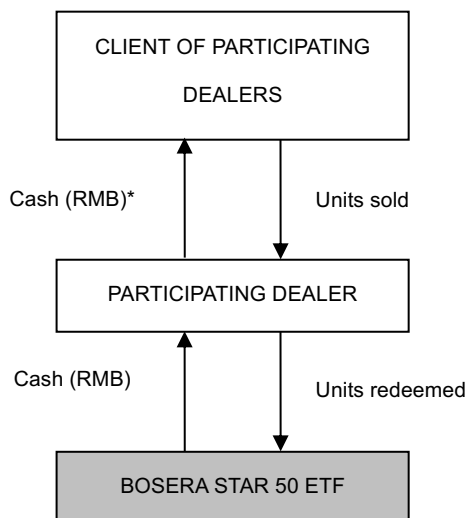 CLIENT OF PARTICIPATING
DEALERS
Cash (RMB)*
Units sold
PARTICIPATING DEALER
Cash (RMB)
Units redeemed
BOSERA STAR 50 ETF